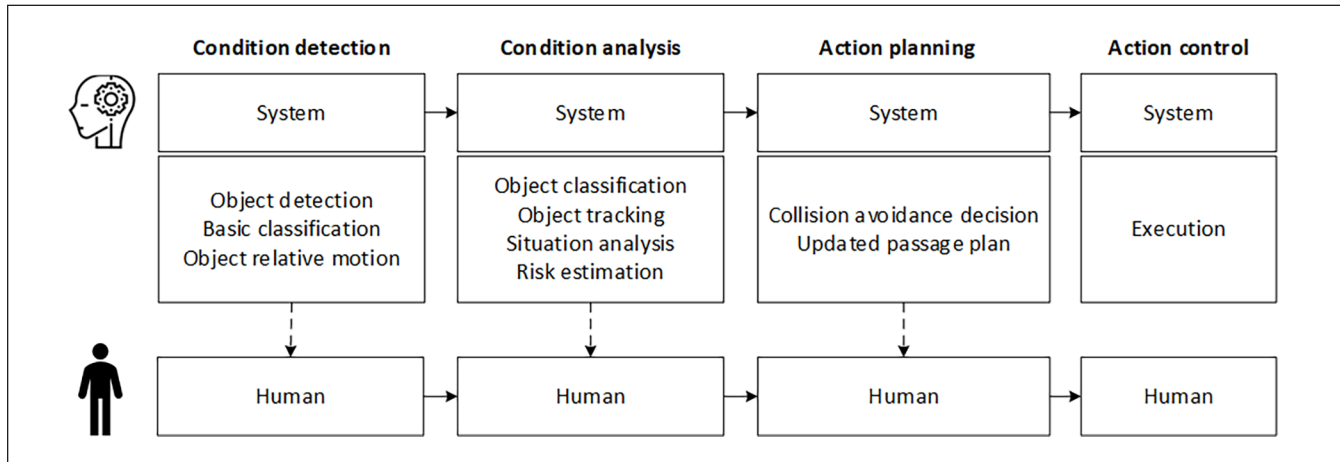 Condition detection
Condition analysis
Action planning
Action control
System
System
System
System
Object detection
Basic classification
Object relative motion
Object classification
Object tracking
Situation analysis
Risk estimation
Collision avoidance decision
Updated passage plan
Execution
Human
Human
Human
Human